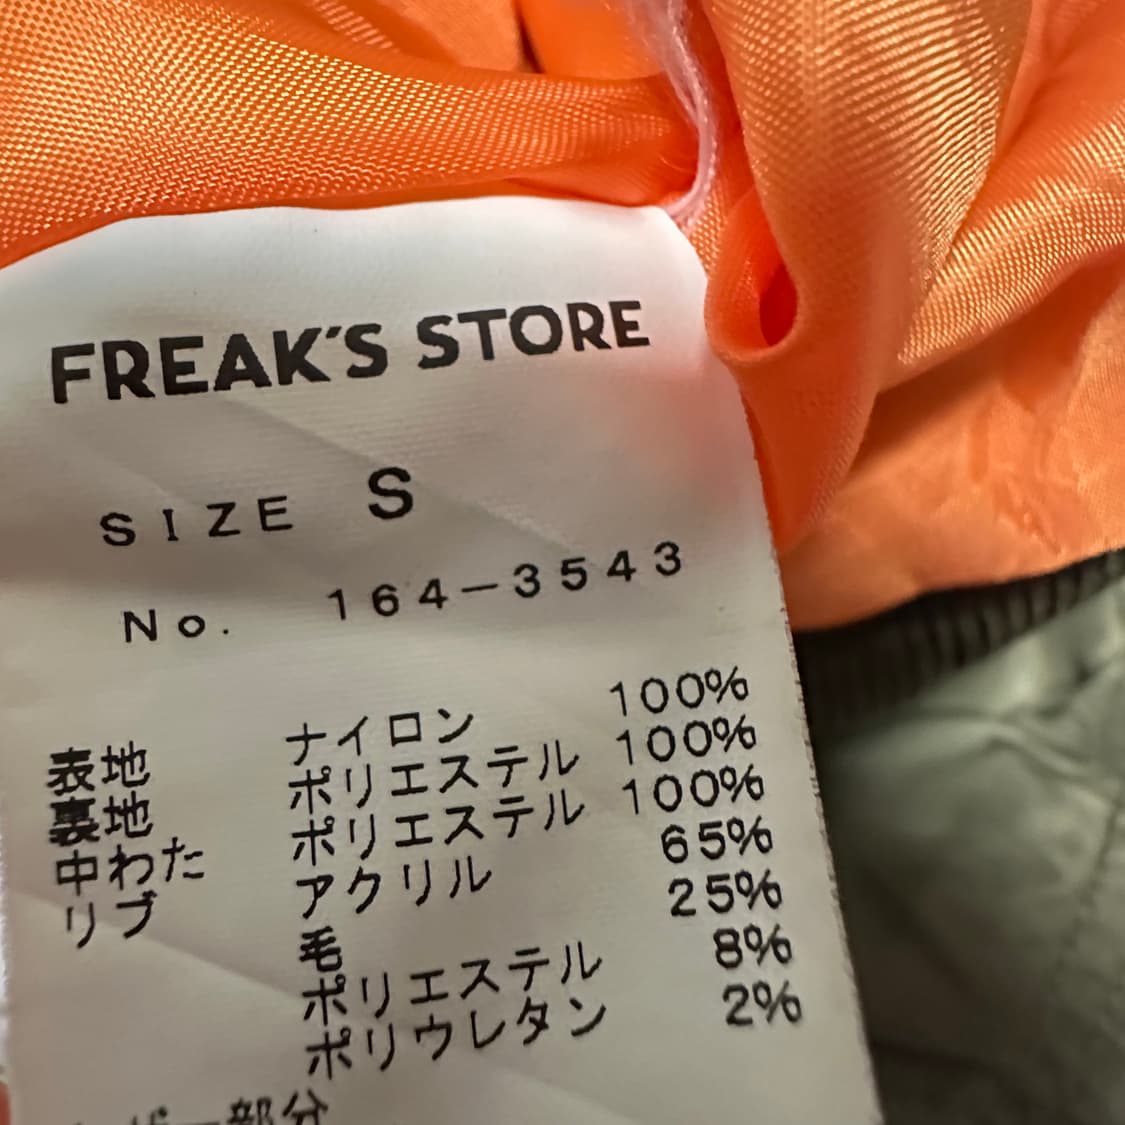 FREAK'S STORE
SIZE S
No. 164-3543
表地 ナイロン 100%
裏地 ポリエステル 100%
中わた ポリエステル 100%
リブ アクリル 65%
毛 25%
ポリエステル 8%
ポリウレタン 2%
部分